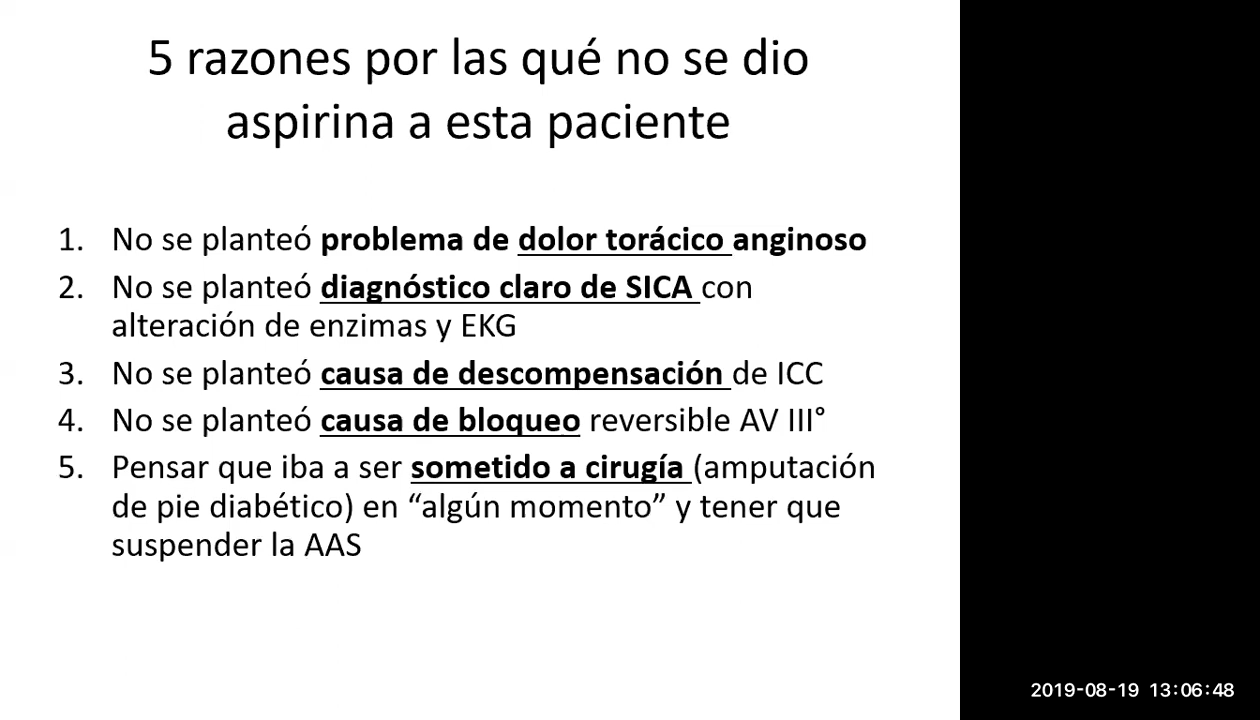 5 razones por las qué no se dio
aspirina a esta paciente
1. No se planteó problema de dolor torácico anginoso
2. No se planteó diagnóstico claro de SICA con
alteración de enzimas y EKG
3. No se planteó causa de descompensación de ICC
4. No se planteó causa de bloqueo reversible AV III°
5. Pensar que iba a ser sometido a cirugía (amputación
de pie diabético) en “algún momento” y tener que
suspender la AAS
2019-08-19 13:06:48